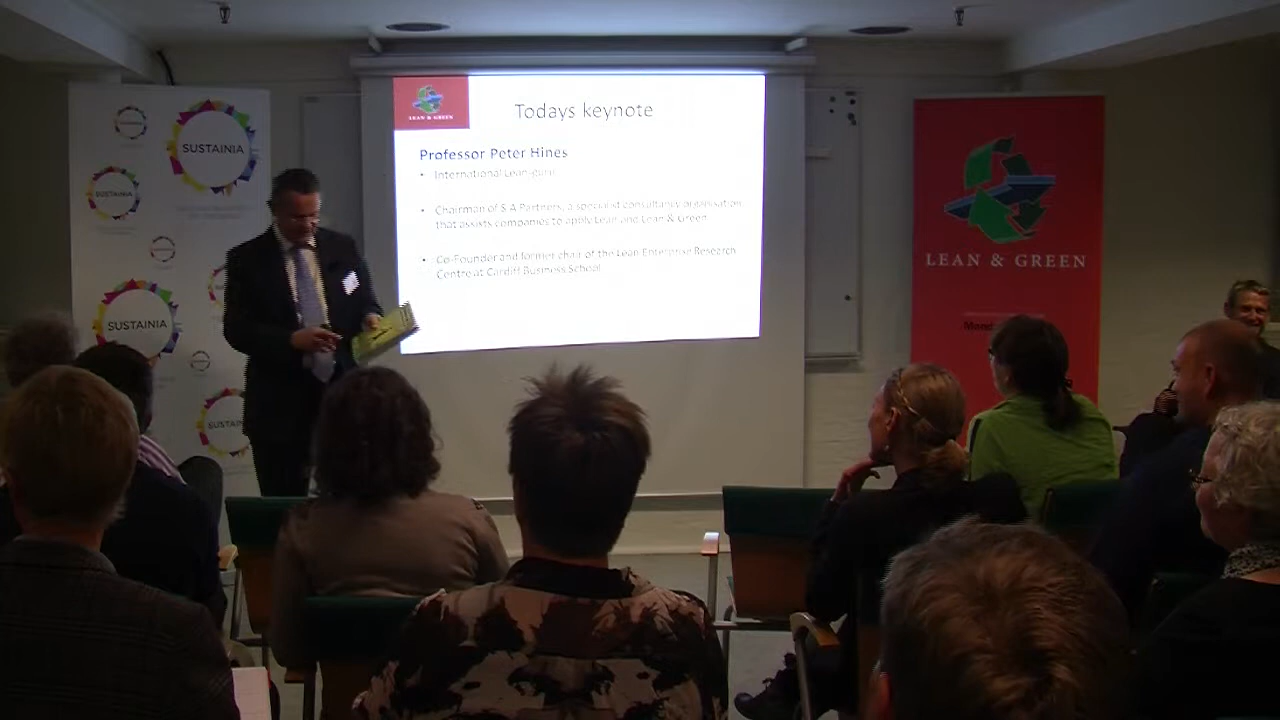 SUSTAINIA
SUSTAINIA
SUSTAINIA
SUSTAIN
LEAN & GREEN
Todays keynote
Professor Peter Hines
• International Lean guru
• Chairman of S A Partners, a specialist consultancy organisation
that assists companies to apply Lean and Lean & Green
• Co-Founder and former chair of the Lean Enterprise Research
Centre at Cardiff Business School
LEAN & GREEN